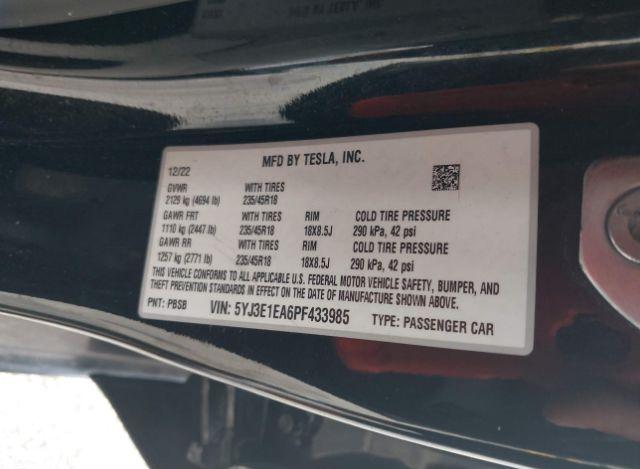 MFD BY TESLA, INC.
12/22
GVWR WITH TIRES
2129 kg (4694 lb) 235/45R18
GAWR FRT WITH TIRES RIM COLD TIRE PRESSURE
1110 kg (2447 lb) 235/45R18 18X8.5J 290 kPa, 42 psi
GAWR RR WITH TIRES RIM COLD TIRE PRESSURE
1257 kg (2771 lb) 235/45R18 18X8.5J 290 kPa, 42 psi
THIS VEHICLE CONFORMS TO ALL APPLICABLE U.S. FEDERAL MOTOR VEHICLE SAFETY, BUMPER, AND
THEFT PREVENTION STANDARDS IN EFFECT ON THE DATE OF MANUFACTURE SHOWN ABOVE.
PNT: PBSB VIN: 5YJ3E1EA6PF433985 TYPE: PASSENGER CAR